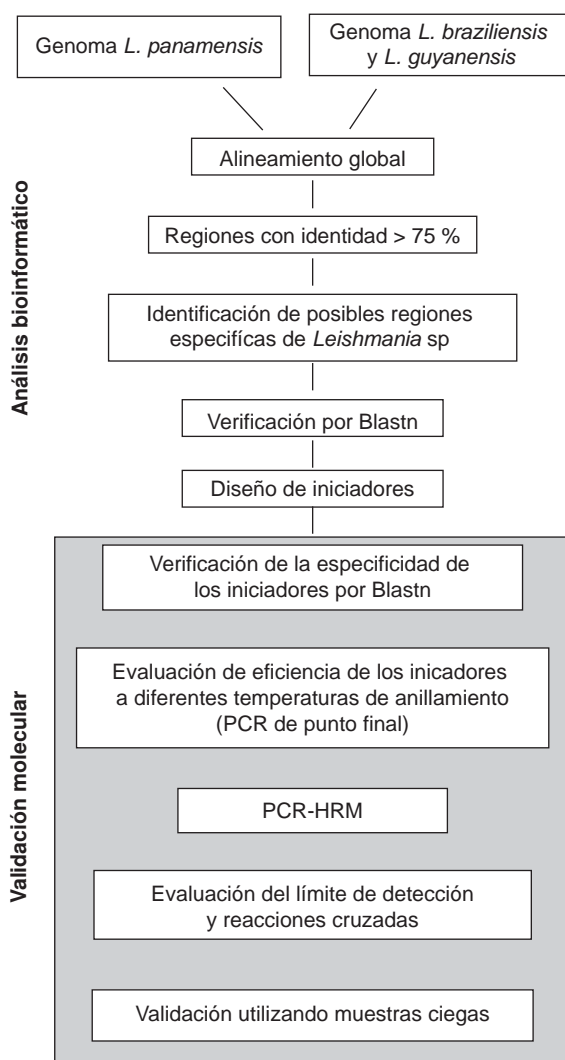 Genoma L. panamensis
Genoma L. braziliensis
y L. guyanensis
Alineamiento global
Regiones con identidad > 75 %
Identificación de posibles regiones
especifícas de Leishmania sp
Verificación por Blastn
Diseño de iniciadores
Análisis bioinformático
Verificación de la especificidad de
los iniciadores por Blastn
Evaluación de eficiencia de los inicadores
a diferentes temperaturas de anillamiento
(PCR de punto final)
PCR-HRM
Evaluación del límite de detección
y reacciones cruzadas
Validación utilizando muestras ciegas
Validación molecular